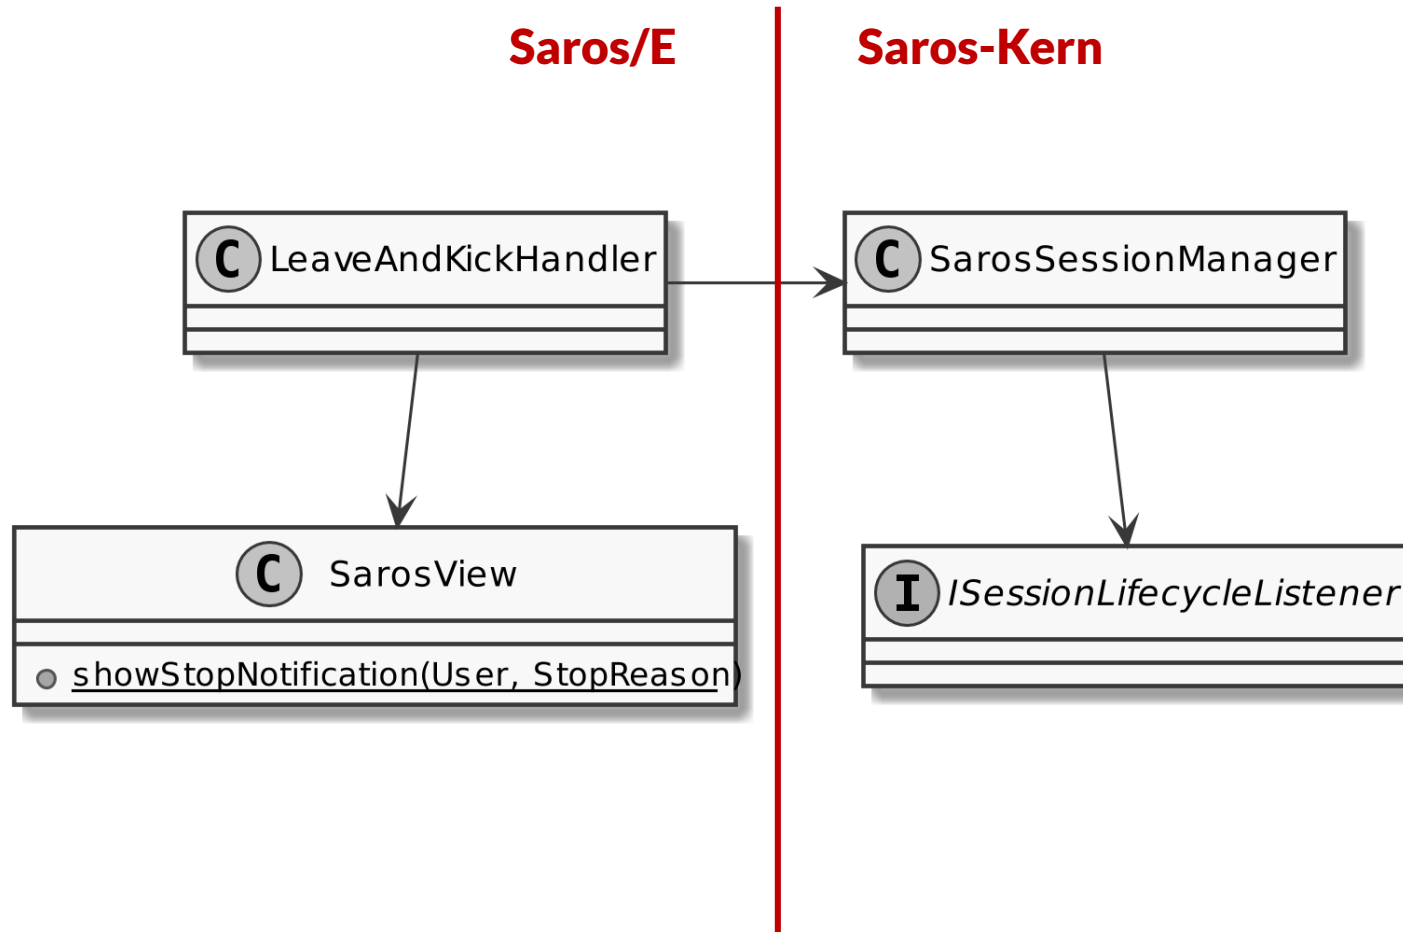 Saros/E
Saros-Kern
C LeaveAndKickHandler
C SarosSessionManager
C SarosView
showStopNotification(User, StopReason)
I ISessionLifecycleListener